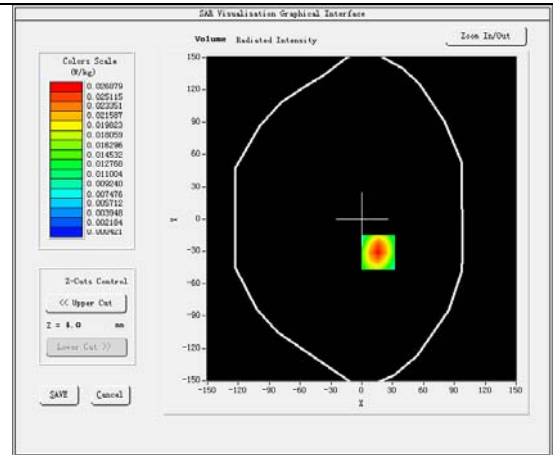 SAR Visualisation Graphical Interface
Volume Radiated Intensity
Zoom In/Out
Colors Scale
(W/kg)
0.026879
0.025115
0.023351
0.021587
0.019823
0.018059
0.016296
0.014532
0.012768
0.011004
0.009240
0.007476
0.005712
0.003948
0.002184
0.000421
Z-Cuts Control
<< Upper Cut
Z = 4.0 mm
Lower Cut >>
SAVE
Cancel
150
120
90
60
30
0
-30
-60
-90
-120
-150
Y
-150 -120 -90 -60 -30 0 30 60 90 120 150
X